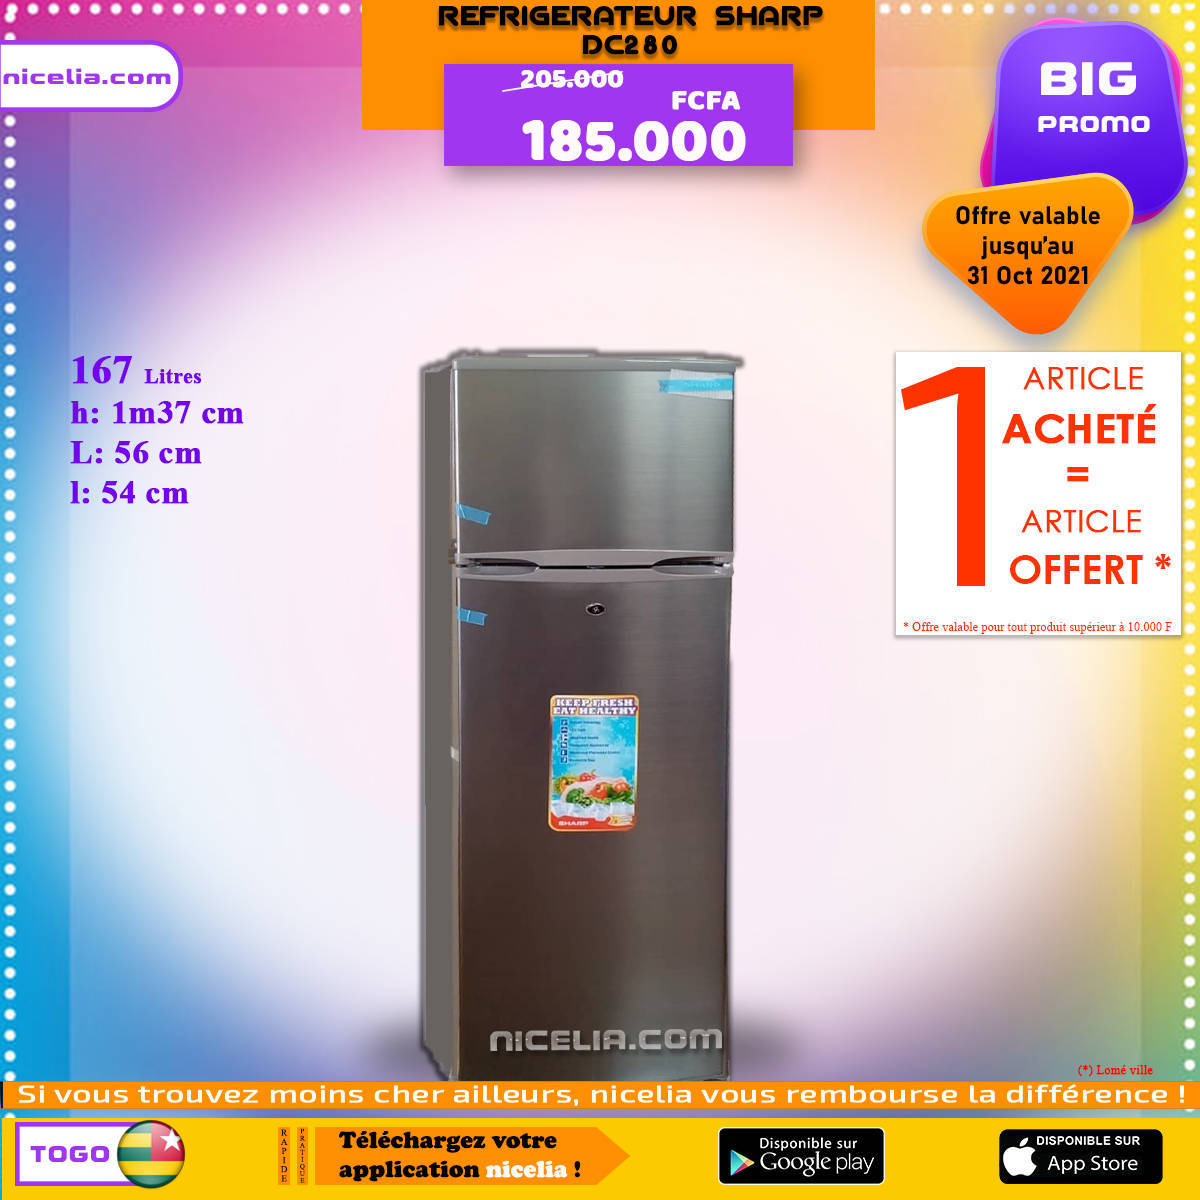 REFRIGERATEUR SHARP
DC280
nicelia.com
205.000
FCFA
185.000
BIG
PROMO
Offre valable
jusqu'au
31 Oct 2021
167 Litres
h: 1m37 cm
L: 56 cm
l: 54 cm
1
ARTICLE
ACHETÉ
=
ARTICLE
OFFERT *
* Offre valable pour tout produit supérieur à 10.000 F
SHARP
KEEP FRESH
EAT HEALTHY
SHARP
NICELIA.COM
(*) Lomé ville
Si vous trouvez moins cher ailleurs, nicelia vous rembourse la différence !
TOGO
RAPIDE
PRATIQUE
Téléchargez votre
application nicelia !
Disponible sur
Google play
DISPONIBLE SUR
App Store